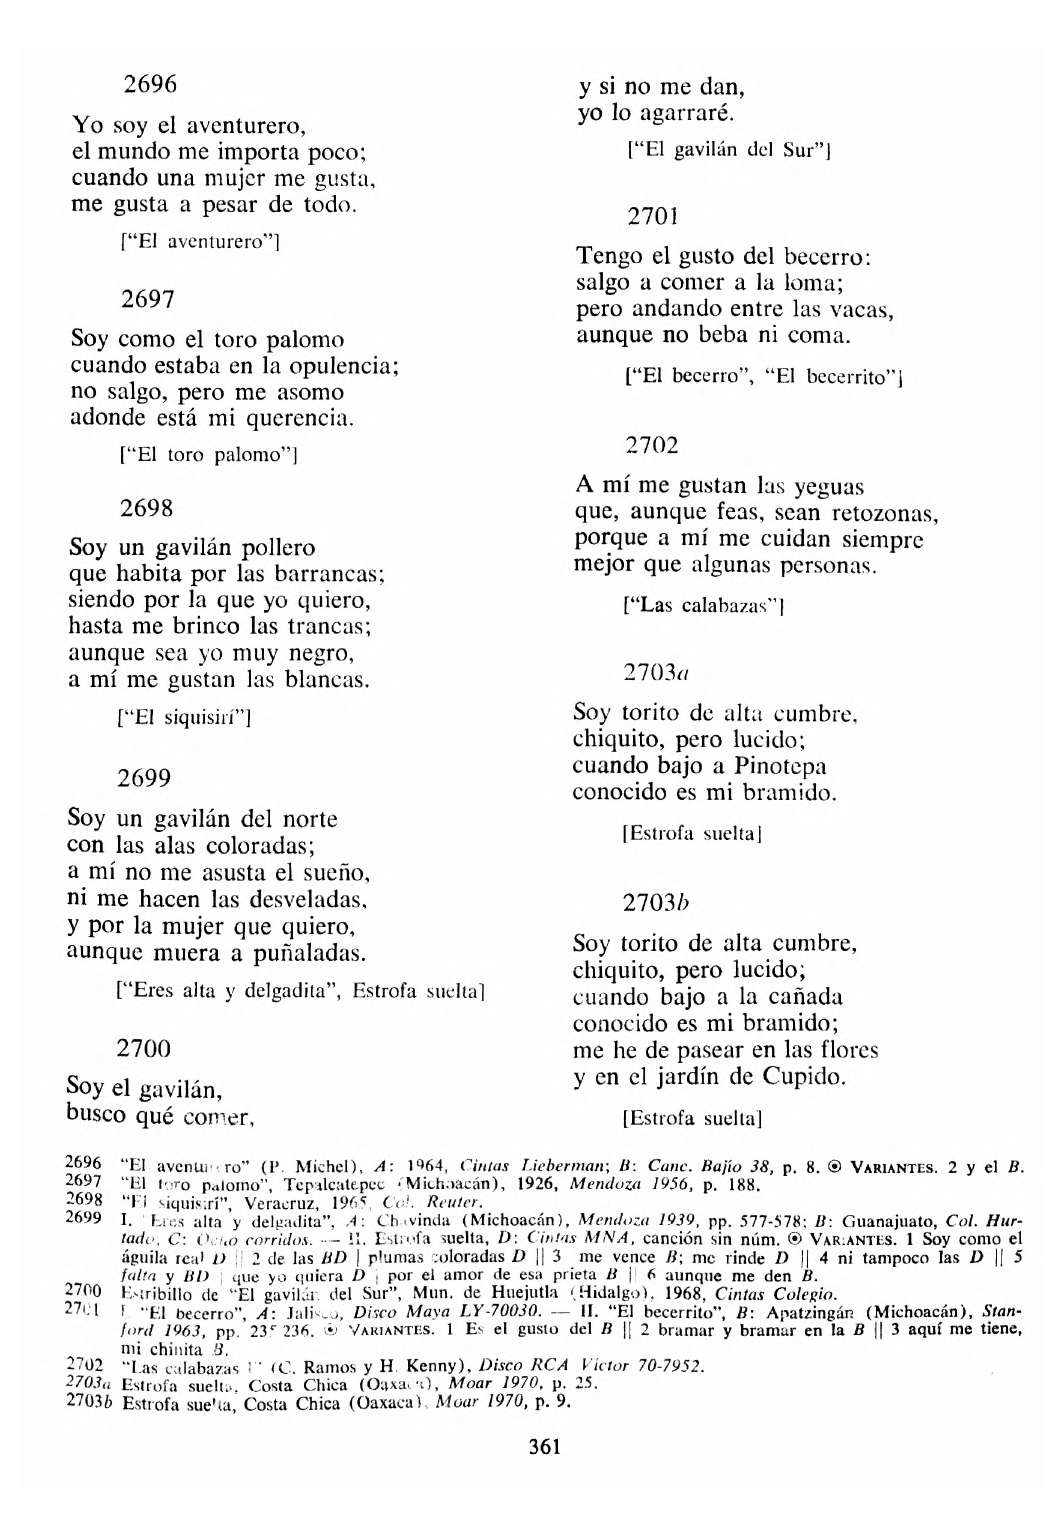 2696
Yo soy el aventurero,
el mundo me importa poco;
cuando una mujer me gusta,
me gusta a pesar de todo.
[“El aventurero”]
2697
Soy como el toro palomo
cuando estaba en la opulencia;
no salgo, pero me asomo
adonde está mi querencia.
[“El toro palomo”]
2698
Soy un gavilán pollero
que habita por las barrancas;
siendo por la que yo quiero,
hasta me brinco las trancas;
aunque sea yo muy negro,
a mí me gustan las blancas.
[“El siquisirí”]
2699
Soy un gavilán del norte
con las alas coloradas;
a mí no me asusta el sueño,
ni me hacen las desveladas,
y por la mujer que quiero,
aunque muera a puñaladas.
[“Eres alta y delgadita”, Estrofa suelta]
2700
Soy el gavilán,
busco qué comer,
y si no me dan,
yo lo agarraré.
[“El gavilán del Sur”]
2701
Tengo el gusto del becerro:
salgo a comer a la loma;
pero andando entre las vacas,
aunque no beba ni coma.
[“El becerro”, “El becerrito”]
2702
A mí me gustan las yeguas
que, aunque feas, sean retozonas,
porque a mí me cuidan siempre
mejor que algunas personas.
[“Las calabazas”]
2703a
Soy torito de alta cumbre,
chiquito, pero lucido;
cuando bajo a Pinotepa
conocido es mi bramido.
[Estrofa suelta]
2703b
Soy torito de alta cumbre,
chiquito, pero lucido;
cuando bajo a la cañada
conocido es mi bramido;
me he de pasear en las flores
y en el jardín de Cupido.
[Estrofa suelta]
2696 “El aventurero” (P. Michel), A: 1964, Cintas Lieberman; B: Canc. Bajío 38, p. 8. ⦿ VARIANTES. 2 y el B.
2697 “El toro palomo”, Tepalcatepec (Michoacán), 1926, Mendoza 1956, p. 188.
2698 “El siquisirí”, Veracruz, 1965, Col. Reuter.
2699 I. “Eres alta y delgadita”, A: Chavinda (Michoacán), Mendoza 1939, pp. 577-578; B: Guanajuato, Col. Hur-
tado, C: Ocho corridos. — II. Estrofa suelta, D: Cintas MNA, canción sin núm. ⦿ VARIANTES. 1 Soy como el
águila real D || 2 de las BD | plumas coloradas D || 3 me vence B; me rinde D || 4 ni tampoco las D || 5
falta y BD | que yo quiera D | por el amor de esa prieta B || 6 aunque me den B.
2700 Estribillo de “El gavilán del Sur”, Mun. de Huejutla (Hidalgo), 1968, Cintas Colegio.
2701 I. “El becerro”, A: Jalisco, Disco Maya LY-70030. — II. “El becerrito”, B: Apatzingán (Michoacán), Stan-
ford 1963, pp. 236. ⦿ VARIANTES. 1 Es el gusto del B || 2 bramar y bramar en la B || 3 aquí me tiene,
mi chinita B.
2702 “Las calabazas” (C. Ramos y H. Kenny), Disco RCA Victor 70-7952.
2703a Estrofa suelta, Costa Chica (Oaxaca), Moar 1970, p. 25.
2703b Estrofa suelta, Costa Chica (Oaxaca), Moar 1970, p. 9.
361